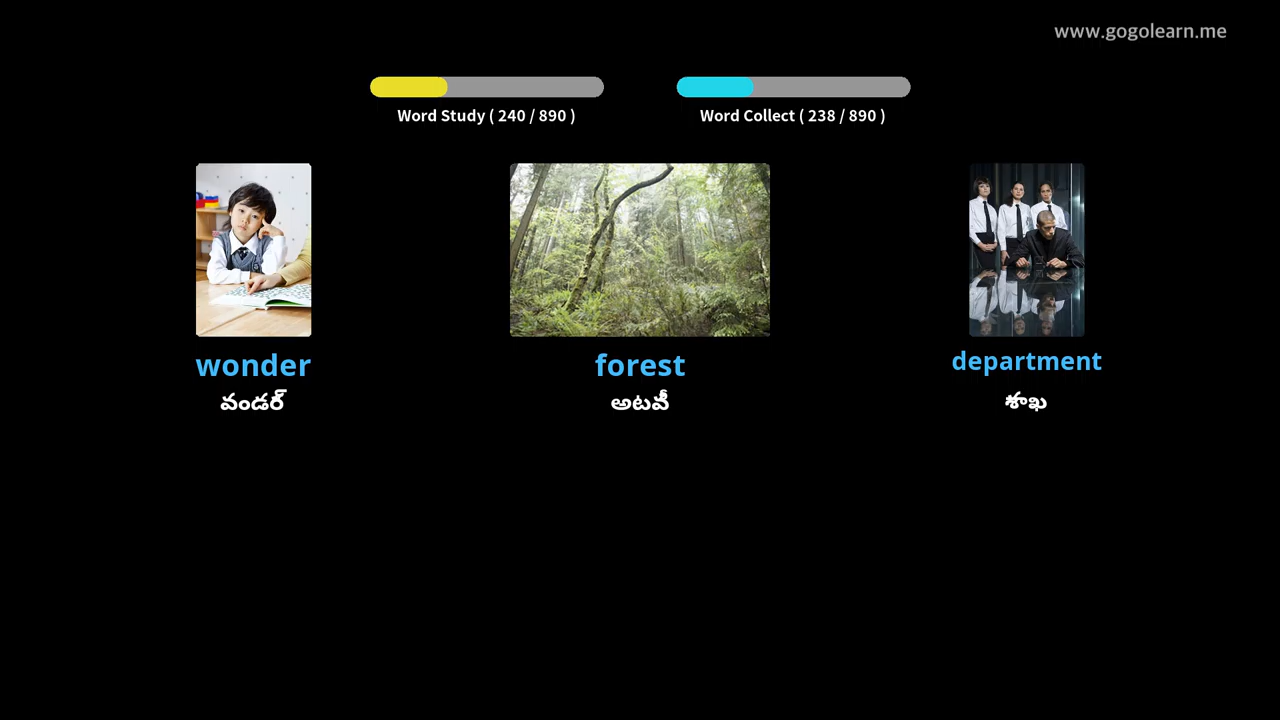 www.gogolearn.me
Word Study ( 240 / 890 )
Word Collect ( 238 / 890 )
wonder
forest
department
వండర్
అటవీ
శాఖ